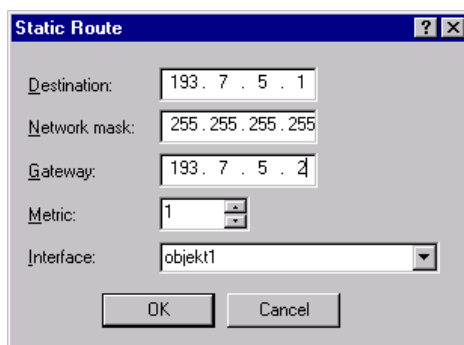 Static Route
Destination: 193 . 7 . 5 . 1
Network mask: 255 . 255 . 255 . 255
Gateway: 193 . 7 . 5 . 2
Metric: 1
Interface: objekt1
OK Cancel